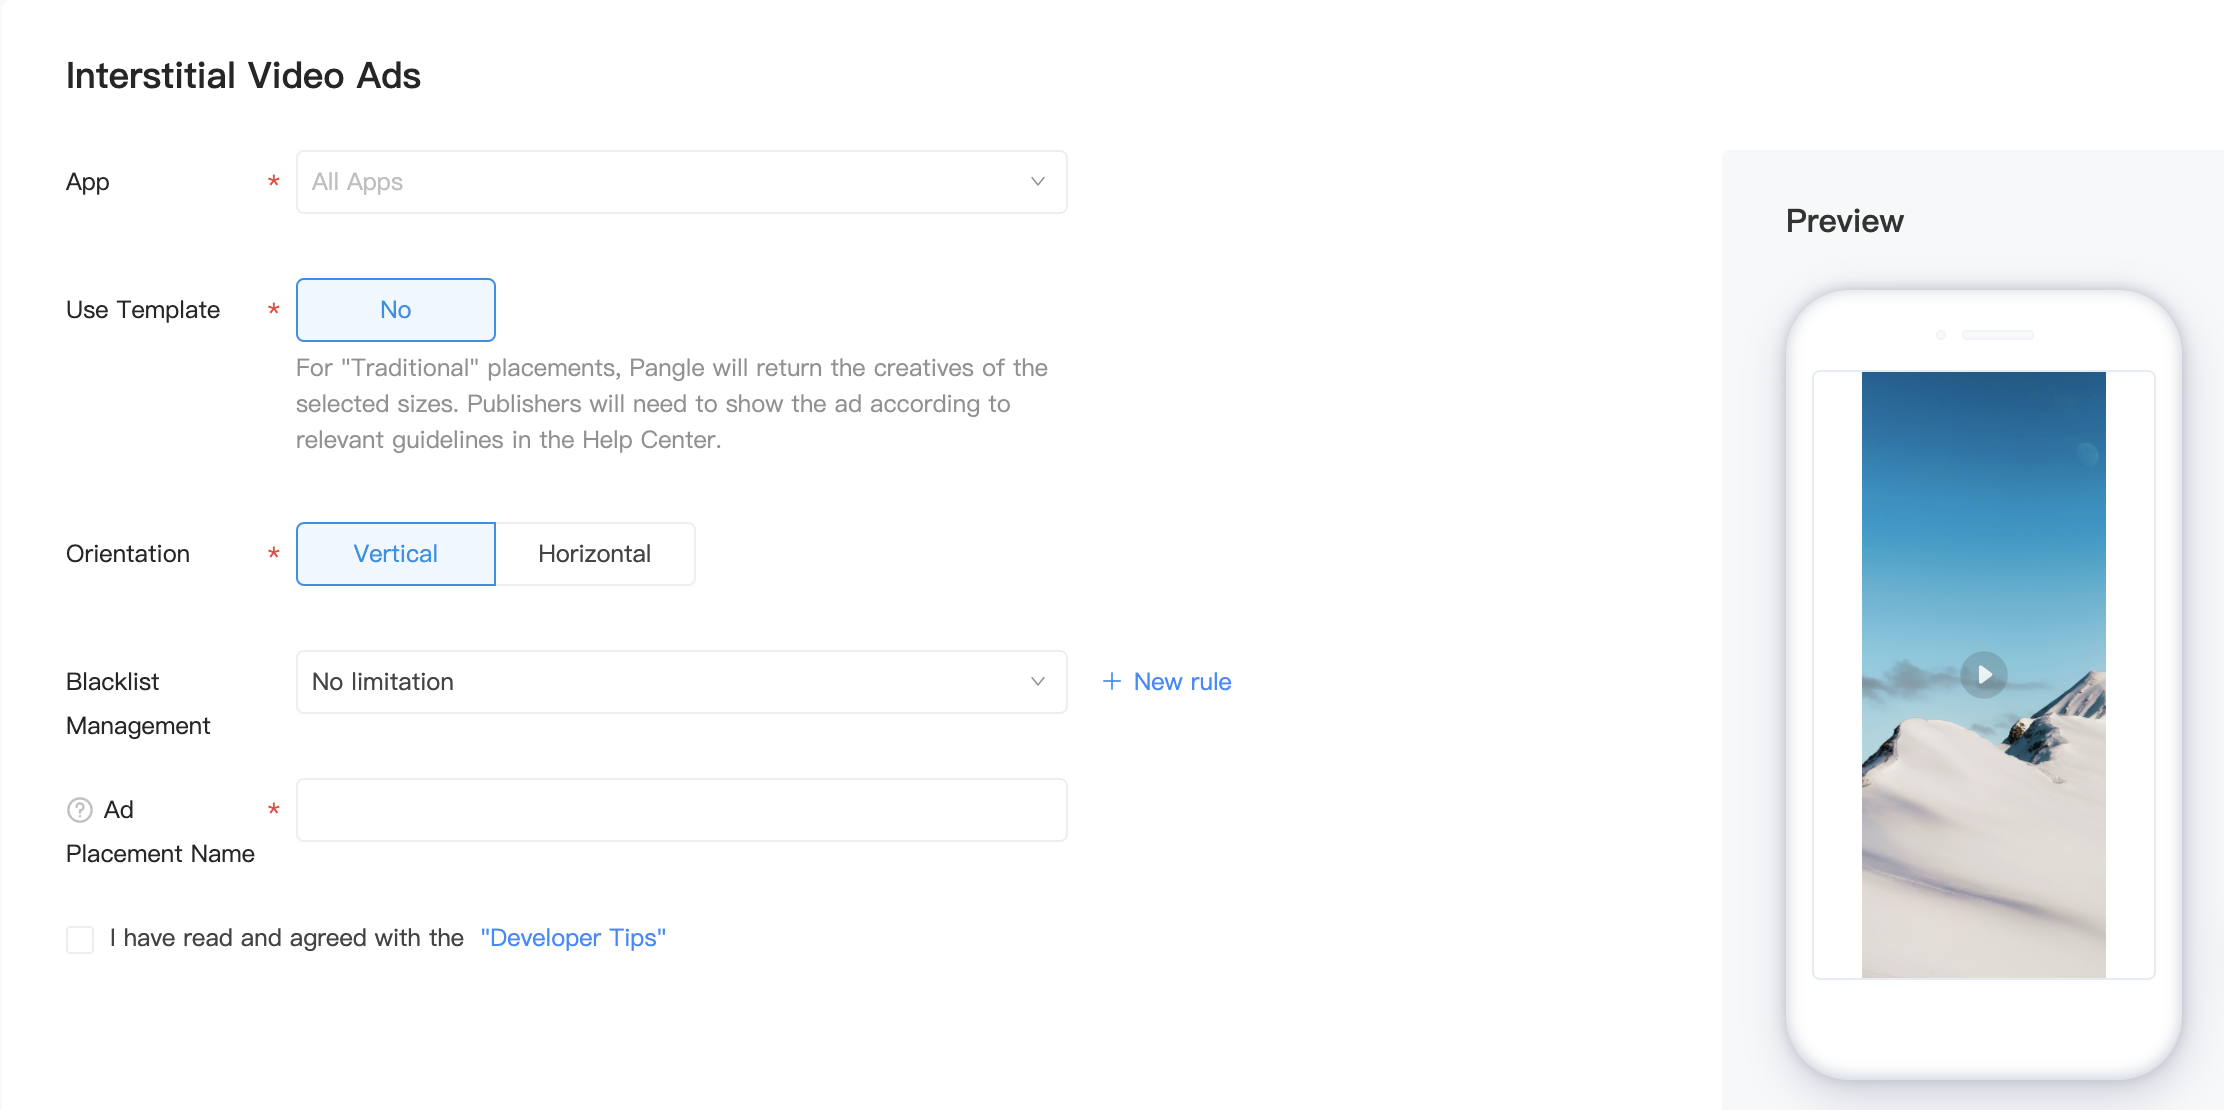 Interstitial Video Ads
App * All Apps
Preview
Use Template * No
For "Traditional" placements, Pangle will return the creatives of the
selected sizes. Publishers will need to show the ad according to
relevant guidelines in the Help Center.
Orientation * Vertical Horizontal
Blacklist
Management
No limitation
+ New rule
? Ad
Placement Name
*
I have read and agreed with the "Developer Tips"